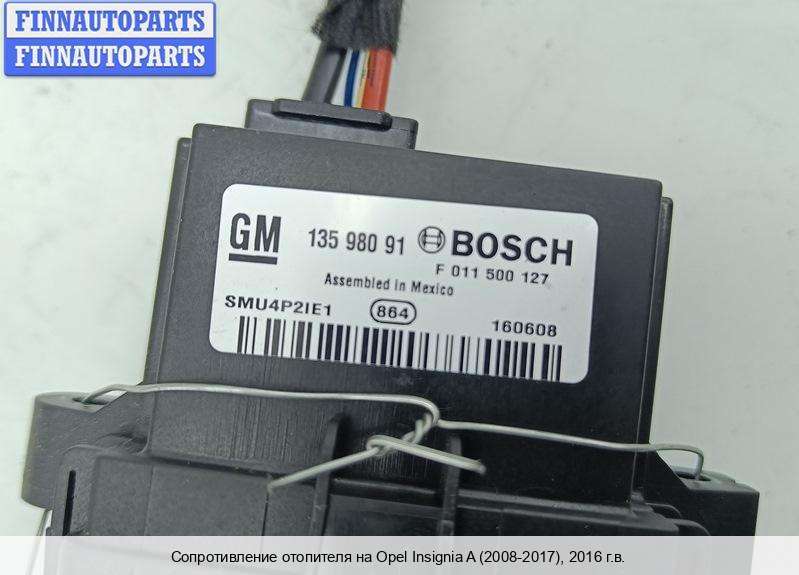 FINNAUTOPARTS
FINNAUTOPARTS
GM 135 980 91 BOSCH
F 011 500 127
Assembled in Mexico
SMU4P2IE1 864 160608
Сопротивление отопителя на Opel Insignia A (2008-2017), 2016 г.в.